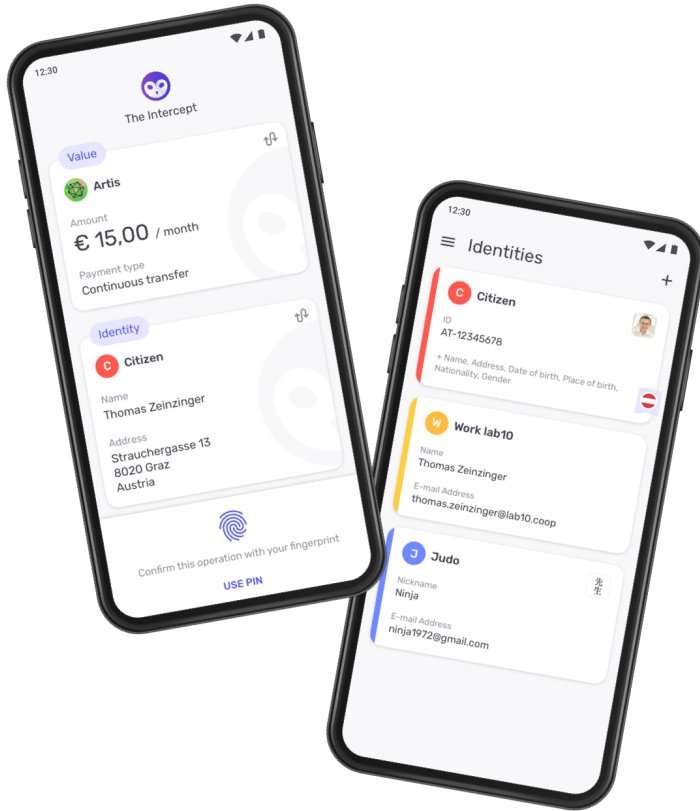 12:30
The Intercept
Value
Artis
Amount
€ 15,00 / month
Payment type
Continuous transfer
Identity
C
Citizen
Name
Thomas Zeinzinger
Address
Strauchergasse 13
8020 Graz
Austria
Confirm this operation with your fingerprint
USE PIN
12:30
Identities
+
C
Citizen
ID
AT-12345678
+ Name, Address, Date of birth, Place of birth,
Nationality, Gender
W
Work lab10
Name
Thomas Zeinzinger
E-mail Address
thomas.zeinzinger@lab10.coop
J
Judo
先
生
Nickname
Ninja
E-mail Address
ninja1972@gmail.com